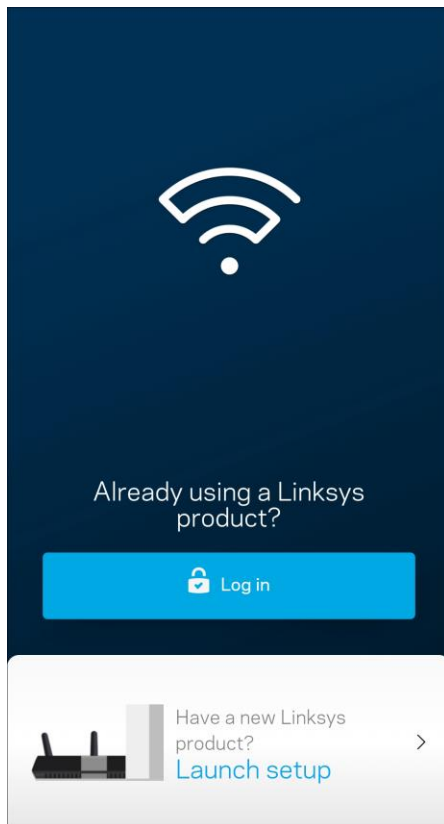 Already using a Linksys
product?
Log in
Have a new Linksys
product?
Launch setup